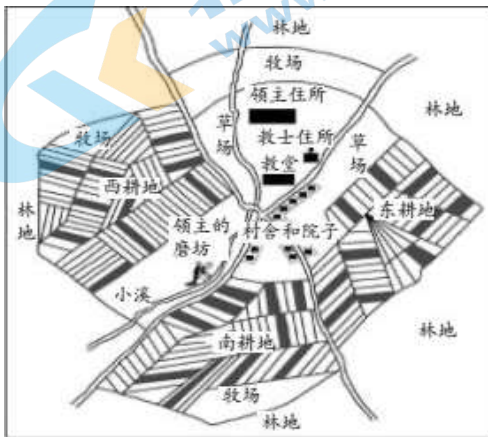 林地
牧场
领主住所
林地
教士住所
草场
草场
教堂
牧场
西耕地
东耕地
林地
领主的
磨坊
村舍和院子
小溪
林地
南耕地
牧场
林地